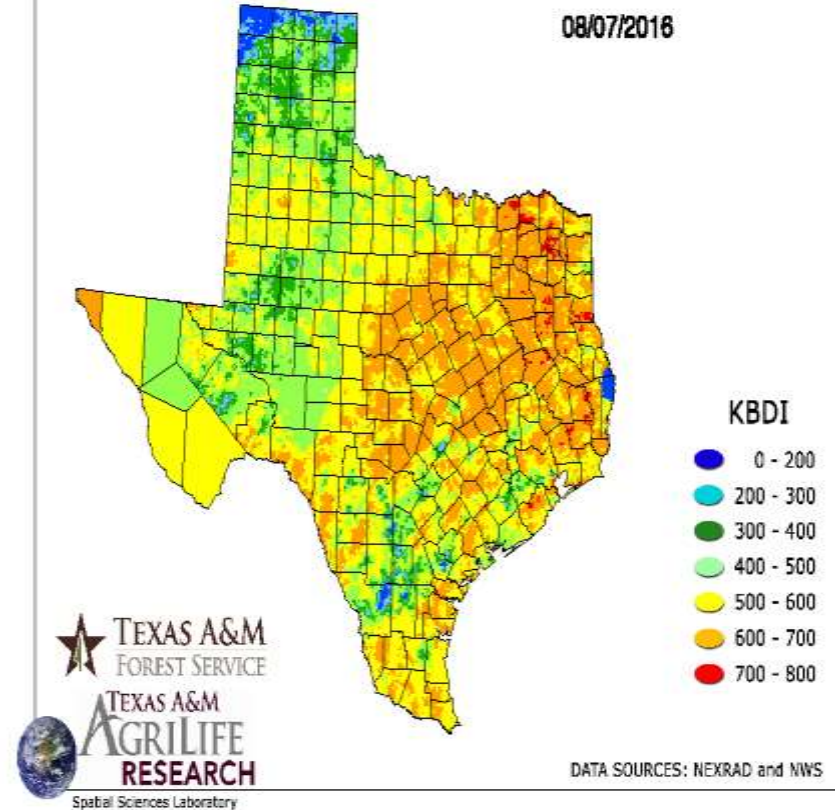 08/07/2016
KBDI
0 - 200
200 - 300
300 - 400
400 - 500
500 - 600
600 - 700
700 - 800
TEXAS A&M
FOREST SERVICE
TEXAS A&M
AGRILIFE
RESEARCH
Spatial Sciences Laboratory
DATA SOURCES: NEXRAD and NWS